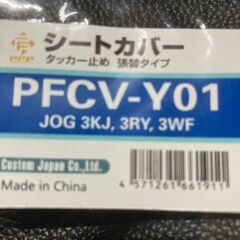 PFP
シートカバー
タッカー止め 張替タイプ
PFCV-Y01
JOG 3KJ, 3RY, 3WF
Custom Japan Co.,Ltd.
Made in China
4 571261 661911